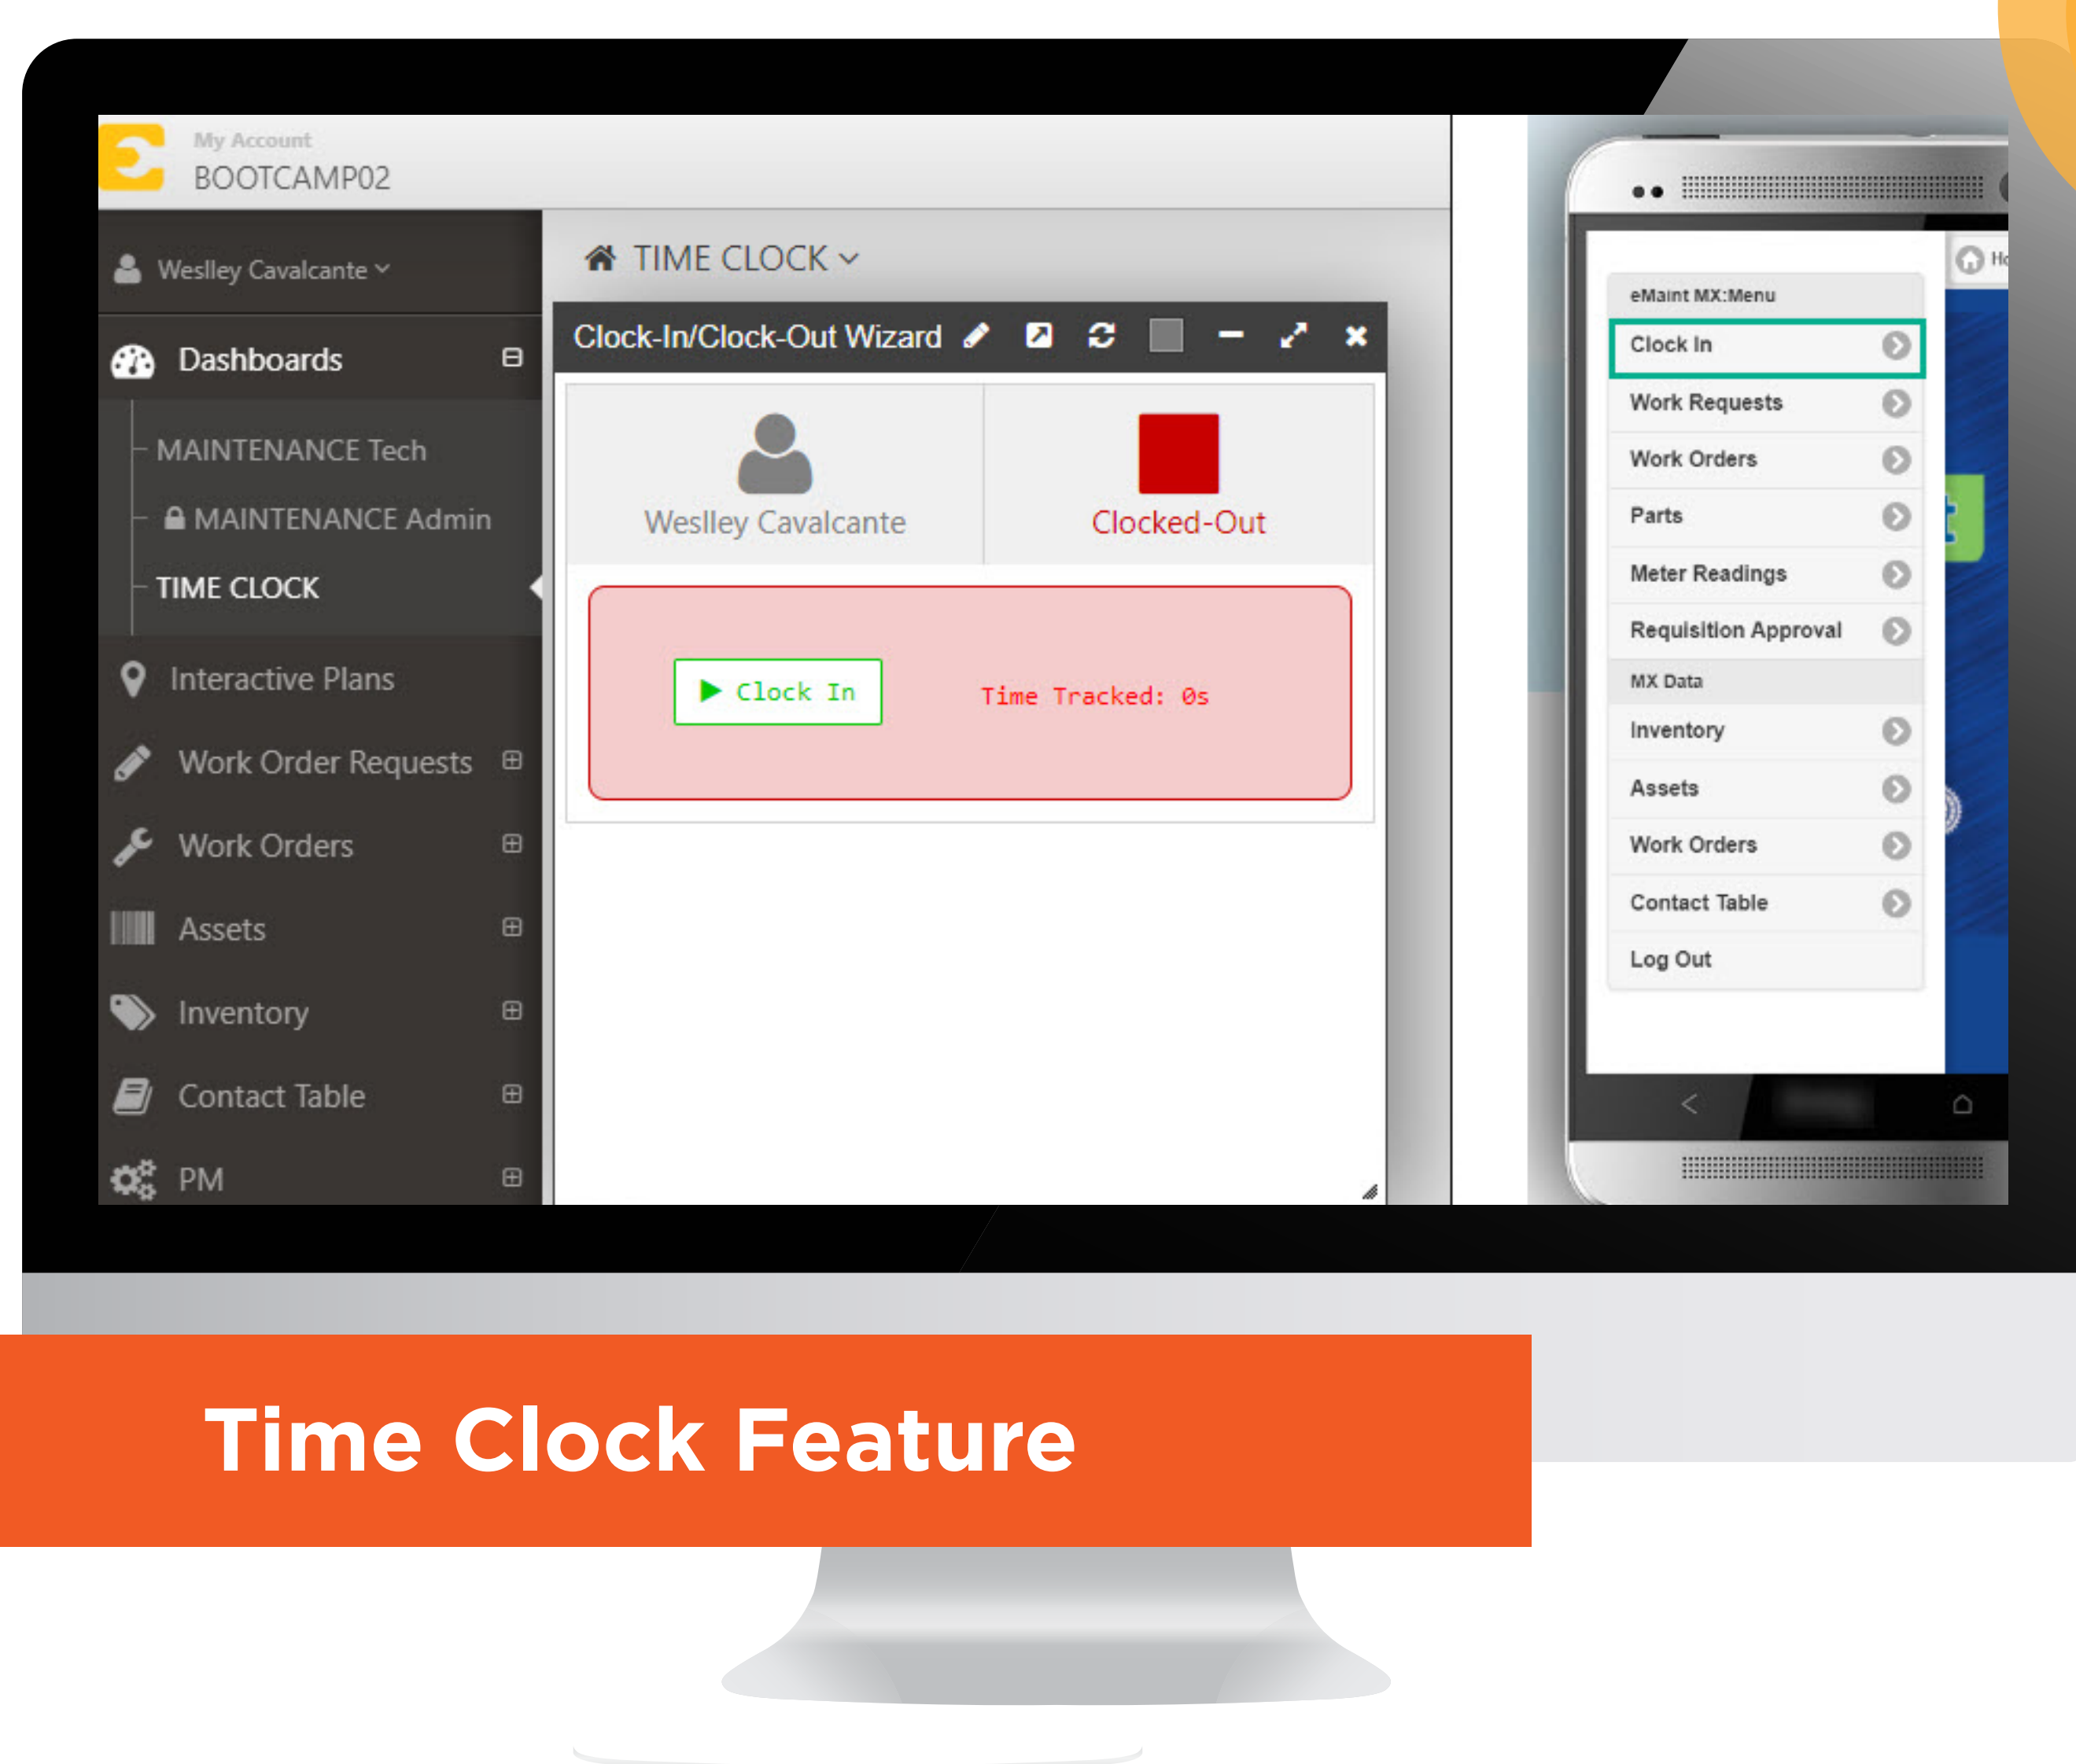 My Account
BOOTCAMP02
Weslley Cavalcante
Dashboards
MAINTENANCE Tech
MAINTENANCE Admin
TIME CLOCK
Interactive Plans
Work Order Requests
Work Orders
Assets
Inventory
Contact Table
PM
TIME CLOCK
Clock-In/Clock-Out Wizard
Weslley Cavalcante
Clocked-Out
Clock In
Time Tracked: 0s
eMaint MX:Menu
Clock In
Work Requests
Work Orders
Parts
Meter Readings
Requisition Approval
MX Data
Inventory
Assets
Work Orders
Contact Table
Log Out
Time Clock Feature